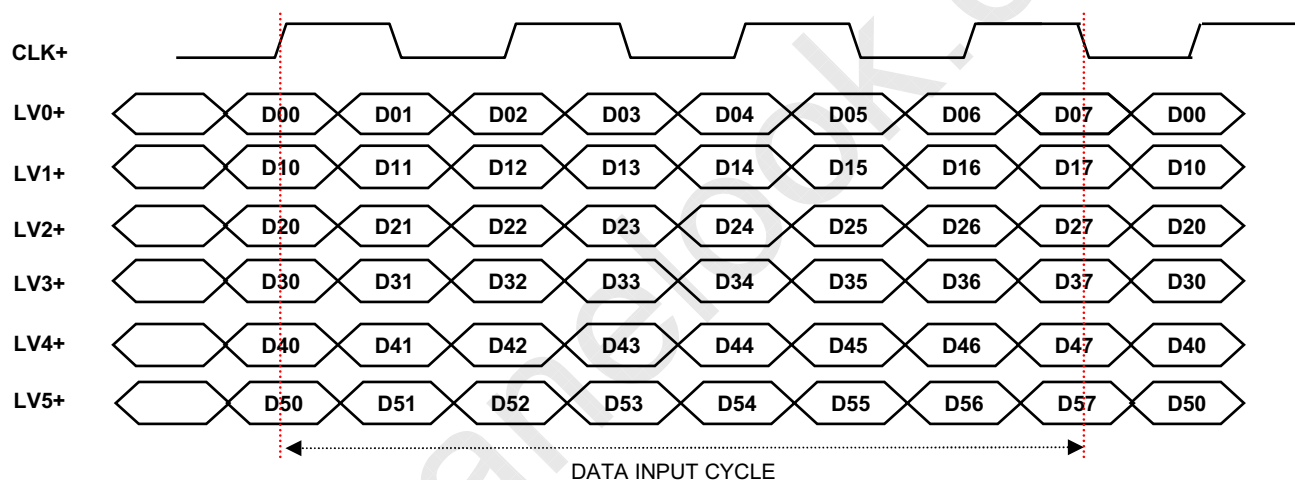 CLK+
LV0+ D00 D01 D02 D03 D04 D05 D06 D07 D00
LV1+ D10 D11 D12 D13 D14 D15 D16 D17 D10
LV2+ D20 D21 D22 D23 D24 D25 D26 D27 D20
LV3+ D30 D31 D32 D33 D34 D35 D36 D37 D30
LV4+ D40 D41 D42 D43 D44 D45 D46 D47 D40
LV5+ D50 D51 D52 D53 D54 D55 D56 D57 D50
DATA INPUT CYCLE
anelook.